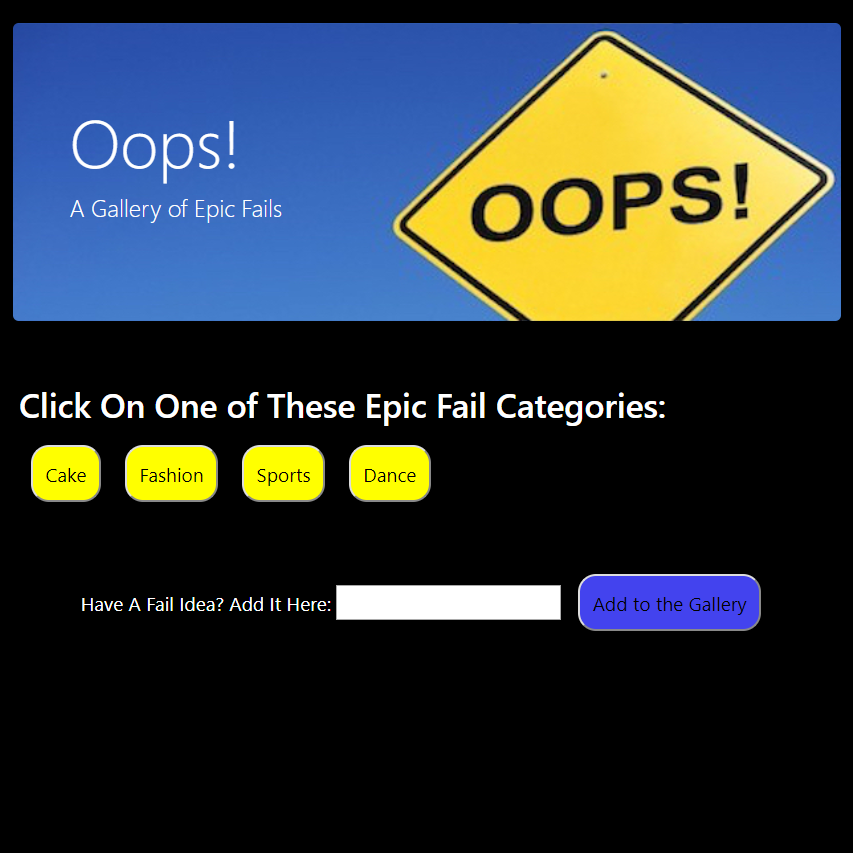 Oops!
A Gallery of Epic Fails
OOPS!
Click On One of These Epic Fail Categories:
Cake Fashion Sports Dance
Have A Fail Idea? Add It Here: Add to the Gallery